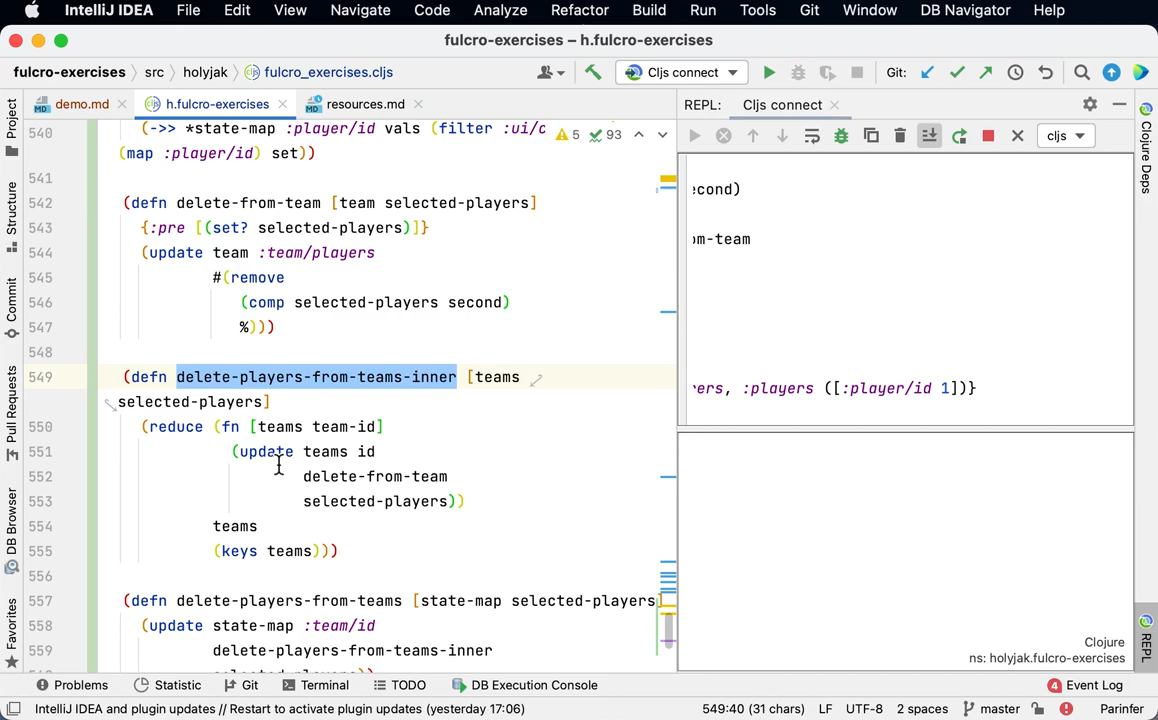 IntelliJ IDEA File Edit View Navigate Code Analyze Refactor Build Run Tools Git Window DB Navigator Help
fulcro-exercises – h.fulcro-exercises
fulcro-exercises src holyjak fulcro_exercises.cljs Cljs connect Git:
demo.md h.fulcro-exercises resources.md REPL: Cljs connect
cljs
Project
Structure
Commit
Pull Requests
DB Browser
Favorites
540 (->> *state-map :player/id vals (filter :ui/c 5 93
(map :player/id) set))
541
542 (defn delete-from-team [team selected-players]
543 {:pre [(set? selected-players)]}
544 (update team :team/players
545 #(remove
546 (comp selected-players second)
547 %)))
548
549 (defn delete-players-from-teams-inner [teams
selected-players]
550 (reduce (fn [teams team-id]
551 (update teams id
552 delete-from-team
553 selected-players))
554 teams
555 (keys teams)))
556
557 (defn delete-players-from-teams [state-map selected-players]
558 (update state-map :team/id
559 delete-players-from-teams-inner
selected-players))
econd)
om-team
ers, :players ([:player/id 1])}
Clojure
ns: holyjak.fulcro-exercises
Clojure Deps
REPL
Problems Statistic Git Terminal TODO DB Execution Console 4 Event Log
IntelliJ IDEA and plugin updates // Restart to activate plugin updates (yesterday 17:06) 549:40 (31 chars) LF UTF-8 2 spaces master Parinfer